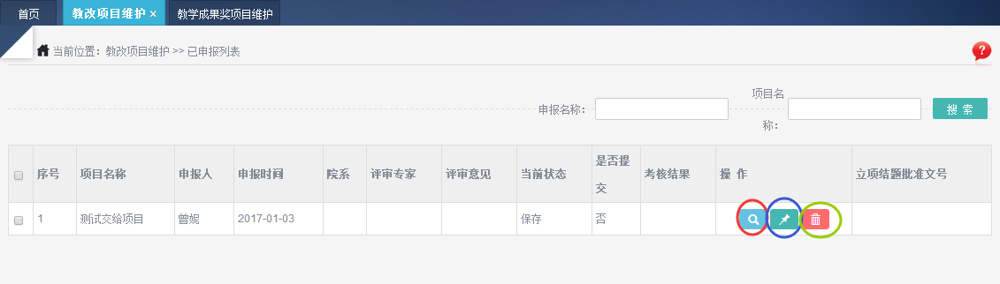 首页 教改项目维护 × 教学成果奖项目维护
当前位置：教改项目维护 >> 已申报列表
申报名称： 项目名称： 搜 索
序号 项目名称 申报人 申报时间 院系 评审专家 评审意见 当前状态 是否提交 考核结果 操 作 立项结题批准文号
1 测试交给项目 曾妮 2017-01-03 保存 否